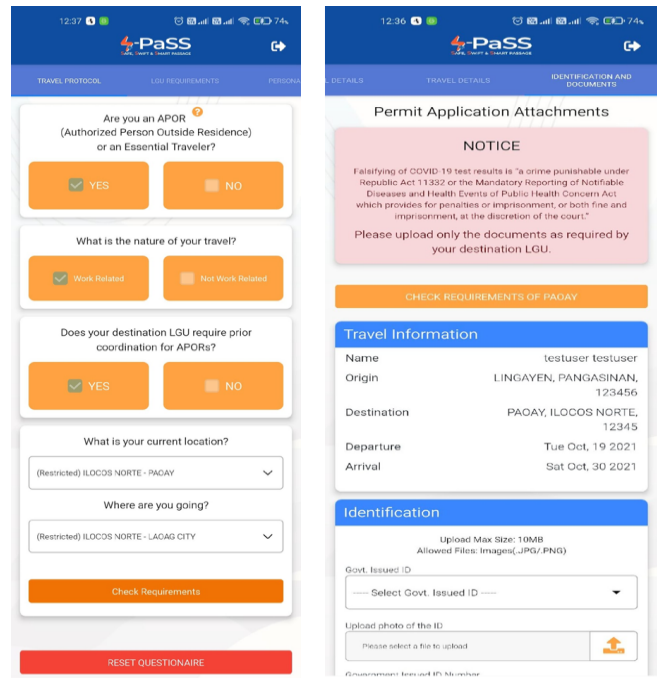 12:37
74%
S-PaSS
SAFE, SWIFT & SMART PASSAGE
TRAVEL PROTOCOL
LGU REQUIREMENTS
PERSONA
Are you an APOR ?
(Authorized Person Outside Residence)
or an Essential Traveler?
YES
NO
What is the nature of your travel?
Work Related
Not Work Related
Does your destination LGU require prior
coordination for APORs?
YES
NO
What is your current location?
(Restricted) ILOCOS NORTE - PAOAY
Where are you going?
(Restricted) ILOCOS NORTE - LAOAG CITY
Check Requirements
RESET QUESTIONAIRE
12:36
74%
S-PaSS
SAFE, SWIFT & SMART PASSAGE
L DETAILS
TRAVEL DETAILS
IDENTIFICATION AND
DOCUMENTS
Permit Application Attachments
NOTICE
Falsifying of COVID-19 test results is "a crime punishable under
Republic Act 11332 or the Mandatory Reporting of Notifiable
Diseases and Health Events of Public Health Concern Act
which provides for penalties or imprisonment, or both fine and
imprisonment, at the discretion of the court."
Please upload only the documents as required by
your destination LGU.
CHECK REQUIREMENTS OF PAOAY
Travel Information
Name testuser testuser
Origin LINGAYEN, PANGASINAN,
123456
Destination PAOAY, ILOCOS NORTE,
12345
Departure Tue Oct, 19 2021
Arrival Sat Oct, 30 2021
Identification
Upload Max Size: 10MB
Allowed Files: Images(.JPG/.PNG)
Govt. Issued ID
----- Select Govt. Issued ID -----
Upload photo of the ID
Please select a file to upload
Government Issued ID Number